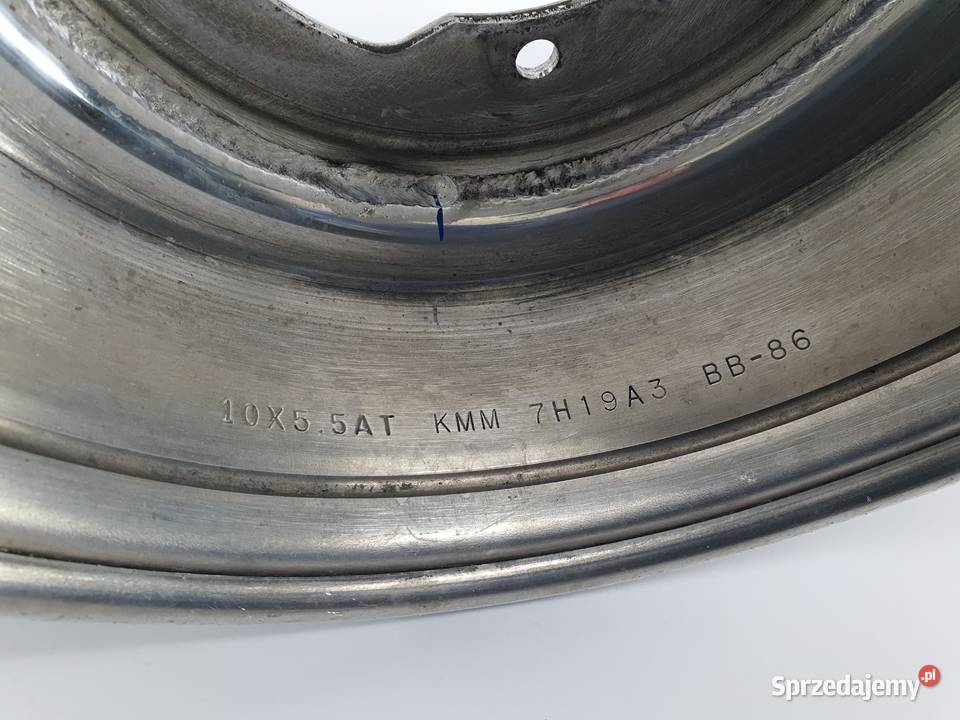 10X5.5AT KMM 7H19A3 BB-86
Sprzedajemy.pl